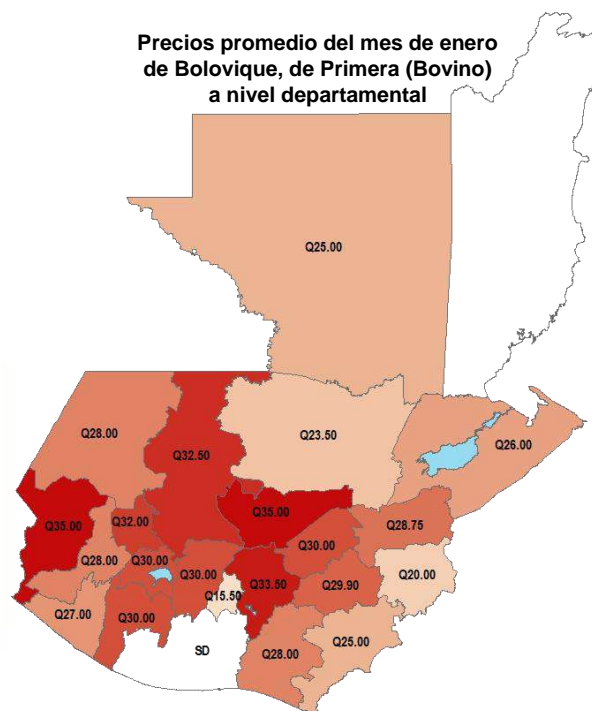 Precios promedio del mes de enero
de Bolovique, de Primera (Bovino)
a nivel departamental
Q25.00
Q28.00
Q32.50
Q23.50
Q26.00
Q35.00
Q32.00
Q35.00
Q28.75
Q28.00
Q30.00
Q30.00
Q30.00
Q33.50
Q29.90
Q20.00
Q15.50
Q27.00
Q30.00
SD
Q28.00
Q25.00